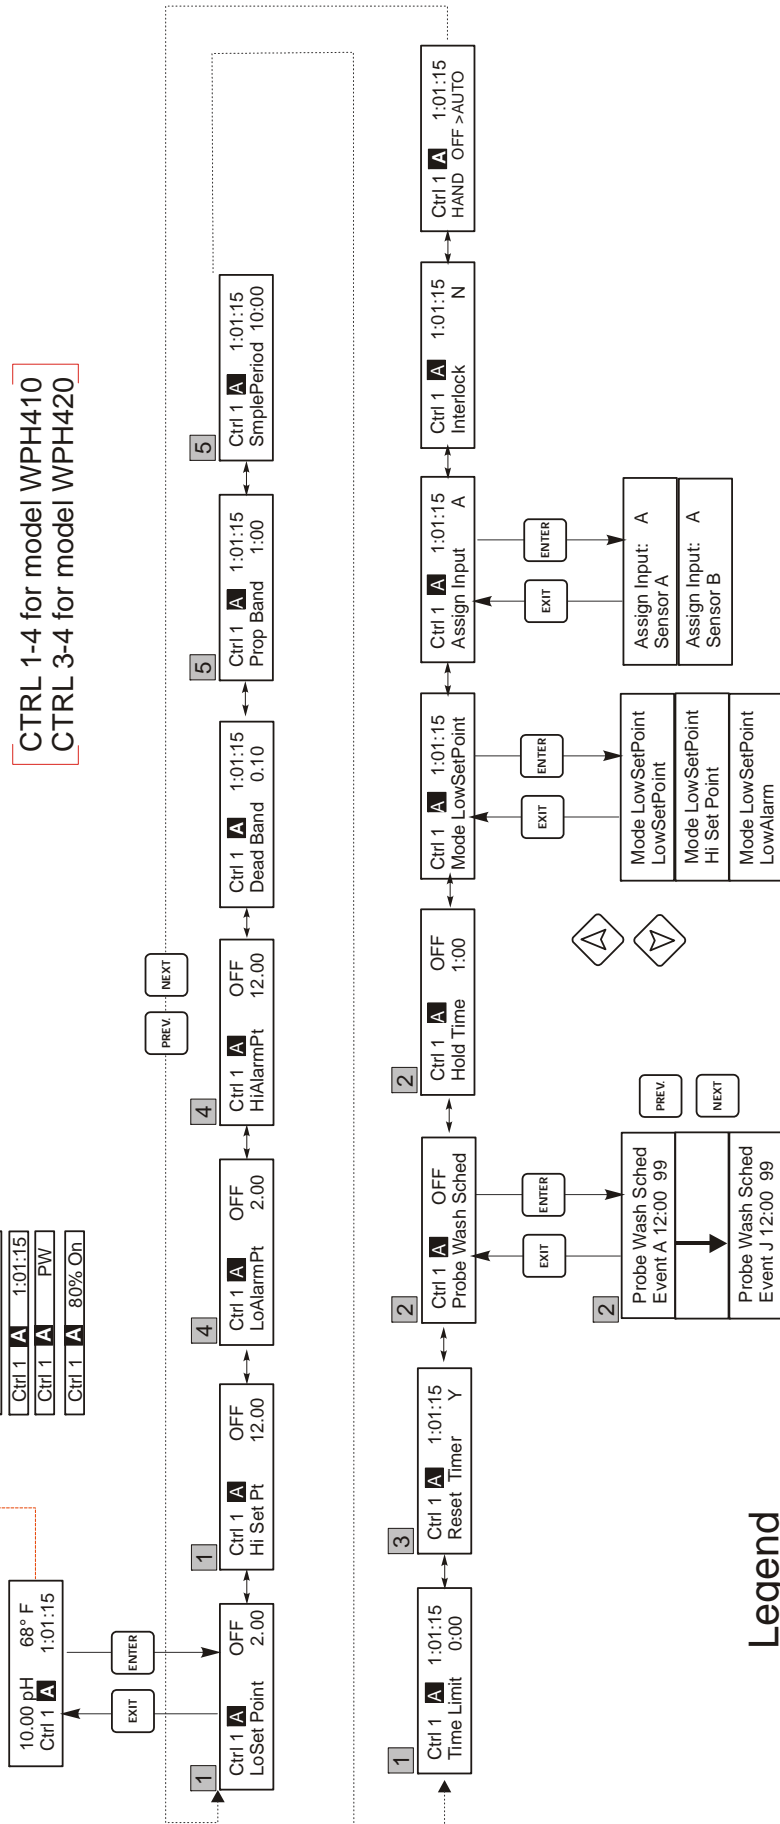 CTRL 1-4 for model WPH410
CTRL 3-4 for model WPH420
Ctrl 1 A 1:01:15
Ctrl 1 A PW
Ctrl 1 A 80% On
10.00 pH 68° F
Ctrl 1 A 1:01:15
EXIT
ENTER
PREV.
NEXT
1
Ctrl 1 A OFF
LoSet Point 2.00
1
Ctrl 1 A OFF
Hi Set Pt 12.00
4
Ctrl 1 A OFF
LoAlarmPt 2.00
4
Ctrl 1 A OFF
HiAlarmPt 12.00
Ctrl 1 A 1:01:15
Dead Band 0.10
5
Ctrl 1 A 1:01:15
Prop Band 1:00
5
Ctrl 1 A 1:01:15
SmplePeriod 10:00
1
Ctrl 1 A 1:01:15
Time Limit 0:00
3
Ctrl 1 A 1:01:15
Reset Timer Y
2
Ctrl 1 A OFF
Probe Wash Sched
2
Ctrl 1 A OFF
Hold Time 1:00
Ctrl 1 A 1:01:15
Mode LowSetPoint
Ctrl 1 A 1:01:15
Assign Input A
Ctrl 1 A 1:01:15
Interlock N
Ctrl 1 A 1:01:15
HAND OFF >AUTO
EXIT
ENTER
EXIT
ENTER
EXIT
ENTER
2
Probe Wash Sched
Event A 12:00 99
Probe Wash Sched
Event J 12:00 99
PREV.
NEXT
Mode LowSetPoint
LowSetPoint
Mode LowSetPoint
Hi Set Point
Mode LowSetPoint
LowAlarm
Assign Input: A
Sensor A
Assign Input: A
Sensor B
Legend